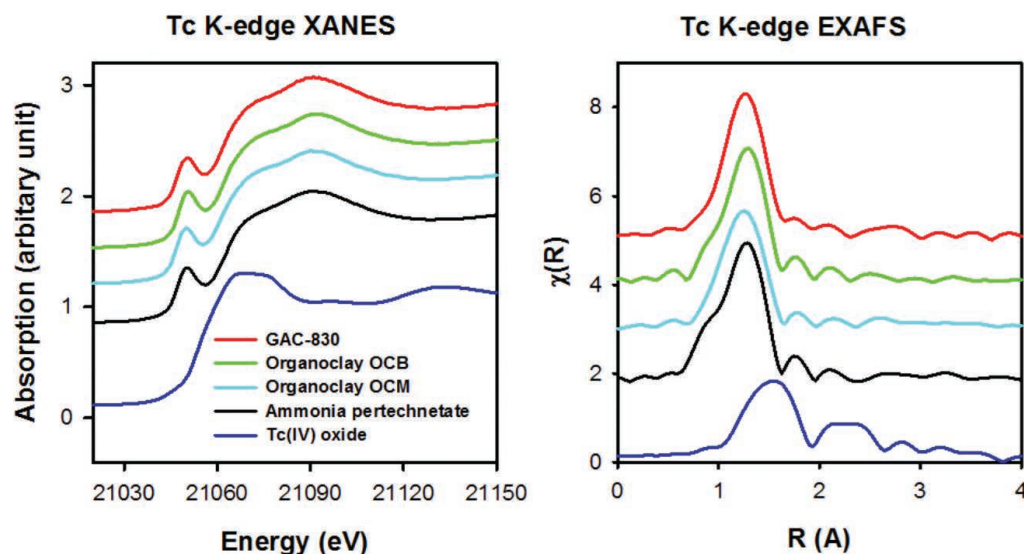 Tc K-edge XANES
Absorption (arbitary unit)
3
2
1
0
GAC-830
Organoclay OCB
Organoclay OCM
Ammonia pertechnetate
Tc(IV) oxide
21030 21060 21090 21120 21150
Energy (eV)
Tc K-edge EXAFS
χ(R)
8
6
4
2
0
0 1 2 3 4
R (A)